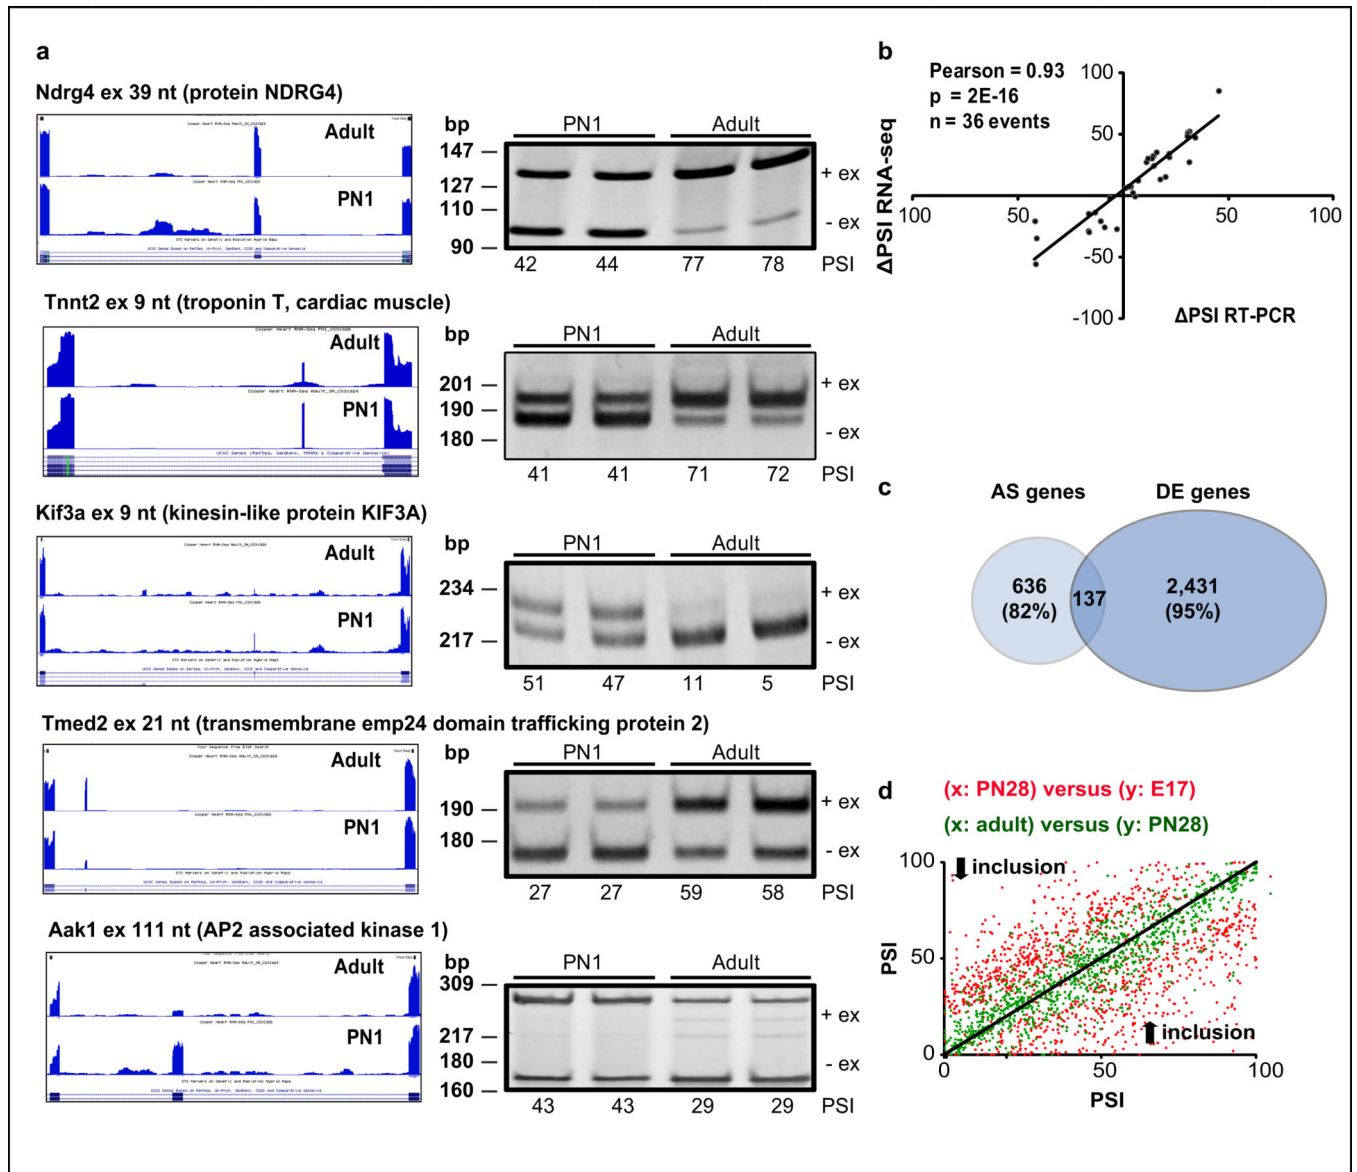 a
Ndrg4 ex 39 nt (protein NDRG4)
Adult
PN1
bp
PN1 Adult
147
127
110
90
+ ex
- ex
42 44 77 78 PSI
Tnnt2 ex 9 nt (troponin T, cardiac muscle)
Adult
PN1
bp
PN1 Adult
201
190
180
+ ex
- ex
41 41 71 72 PSI
Kif3a ex 9 nt (kinesin-like protein KIF3A)
Adult
PN1
bp
PN1 Adult
234
217
+ ex
- ex
51 47 11 5 PSI
Tmed2 ex 21 nt (transmembrane emp24 domain trafficking protein 2)
Adult
PN1
bp
PN1 Adult
190
180
+ ex
- ex
27 27 59 58 PSI
Aak1 ex 111 nt (AP2 associated kinase 1)
Adult
PN1
bp
PN1 Adult
309
217
180
160
+ ex
- ex
43 43 29 29 PSI
b
Pearson = 0.93
p = 2E-16
n = 36 events
ΔPSI RNA-seq
100
50
-50
-100
100 50 50 100
ΔPSI RT-PCR
c
AS genes DE genes
636
(82%)
137
2,431
(95%)
d
(x: PN28) versus (y: E17)
(x: adult) versus (y: PN28)
100
50
0
PSI
inclusion
inclusion
0 50 100
PSI